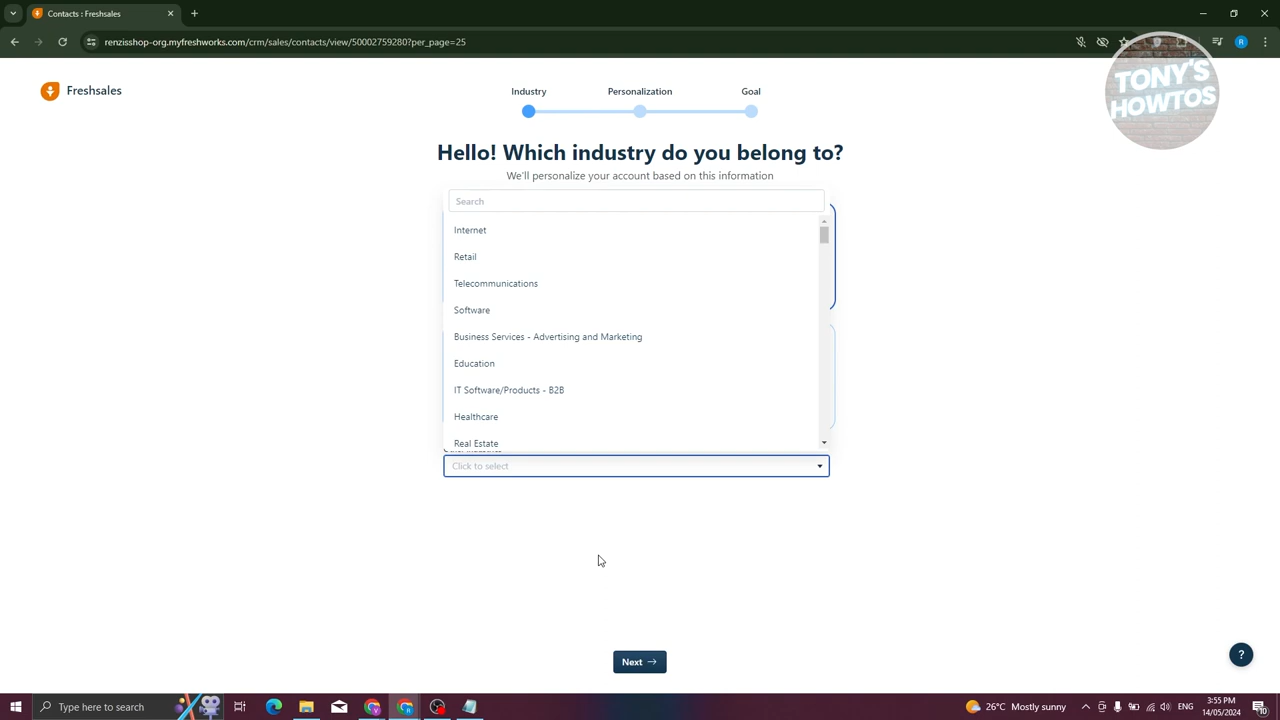 Contacts : Freshsales
renzisshop-org.myfreshworks.com/crm/sales/contacts/view/50002759280?per_page=25
R
TONY'S
HOWTOS
Freshsales
Industry
Personalization
Goal
Hello! Which industry do you belong to?
We'll personalize your account based on this information
Search
Internet
Retail
Telecommunications
Software
Business Services - Advertising and Marketing
Education
IT Software/Products - B2B
Healthcare
Real Estate
Click to select
Next
?
Type here to search
26°C Mostly sunny
3:55 PM
14/05/2024